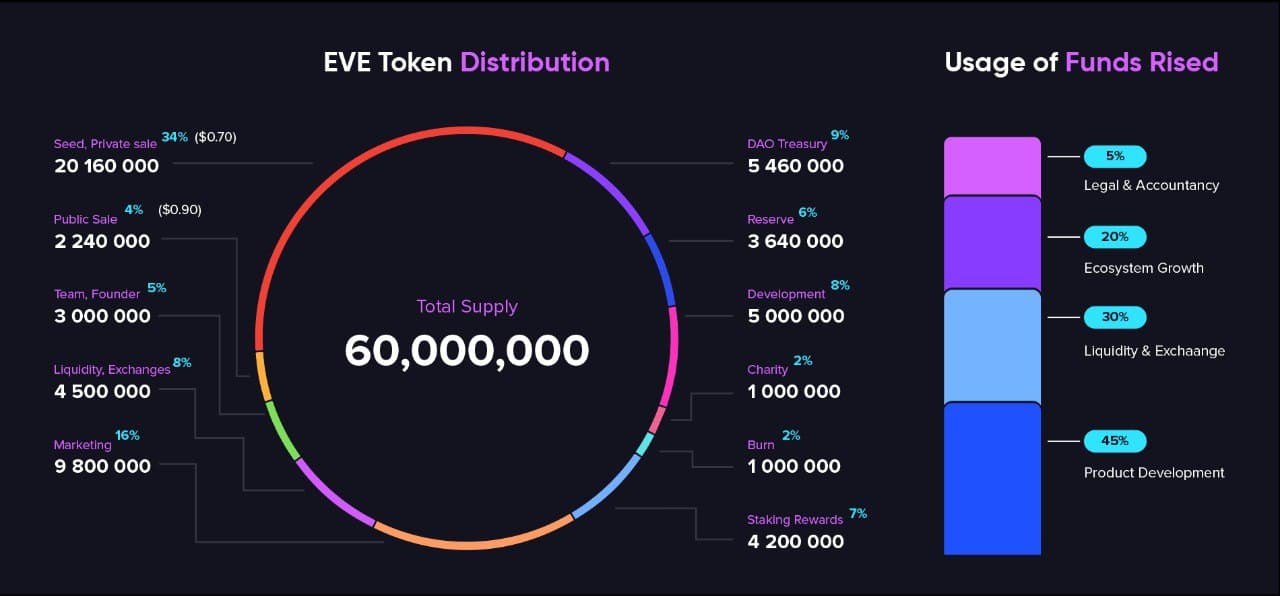 EVE Token Distribution
Seed, Private sale 34% ($0.70)
20 160 000
Public Sale 4% ($0.90)
2 240 000
Team, Founder 5%
3 000 000
Liquidity, Exchanges 8%
4 500 000
Marketing 16%
9 800 000
Total Supply
60,000,000
DAO Treasury 9%
5 460 000
Reserve 6%
3 640 000
Development 8%
5 000 000
Charity 2%
1 000 000
Burn 2%
1 000 000
Staking Rewards 7%
4 200 000
Usage of Funds Rised
5%
Legal & Accountancy
20%
Ecosystem Growth
30%
Liquidity & Exchaange
45%
Product Development